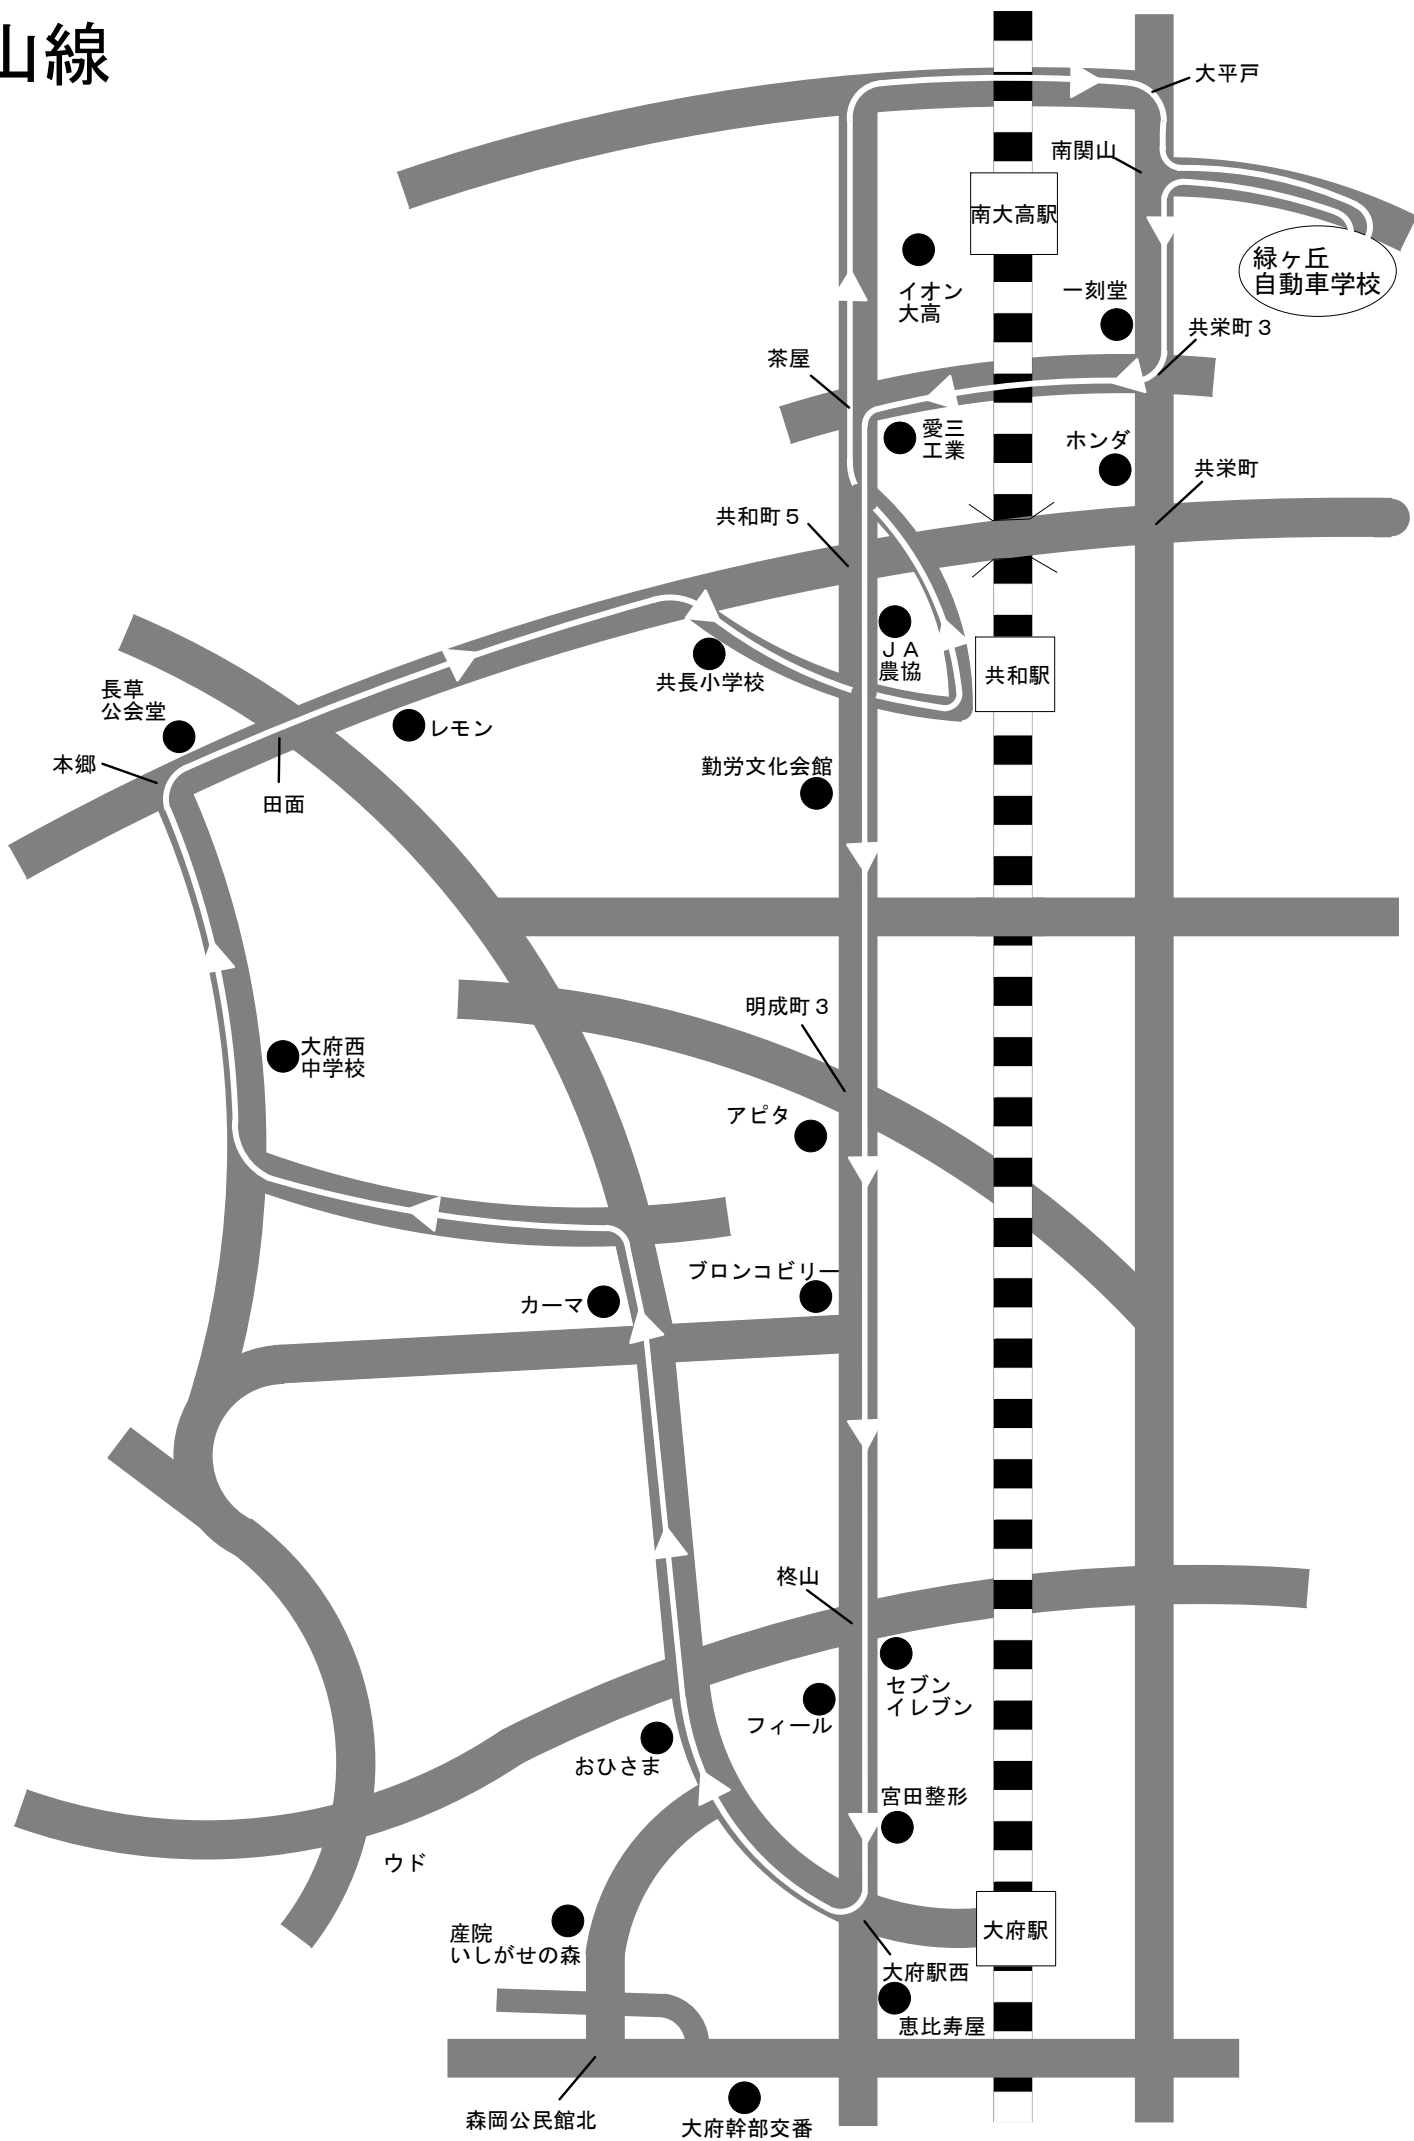 山線
大平戸
南関山
南大高駅
緑ヶ丘
自動車学校
イオン
大高
一刻堂
共栄町３
茶屋
愛三
工業
ホンダ
共栄町
共和町５
ＪＡ
農協
共和駅
共長小学校
長草
公会堂
レモン
本郷
田面
勤労文化会館
明成町３
大府西
中学校
アピタ
ブロンコビリー
カーマ
柊山
セブン
イレブン
フィール
おひさま
宮田整形
ウド
産院
いしがせの森
大府駅
大府駅西
恵比寿屋
森岡公民館北
大府幹部交番